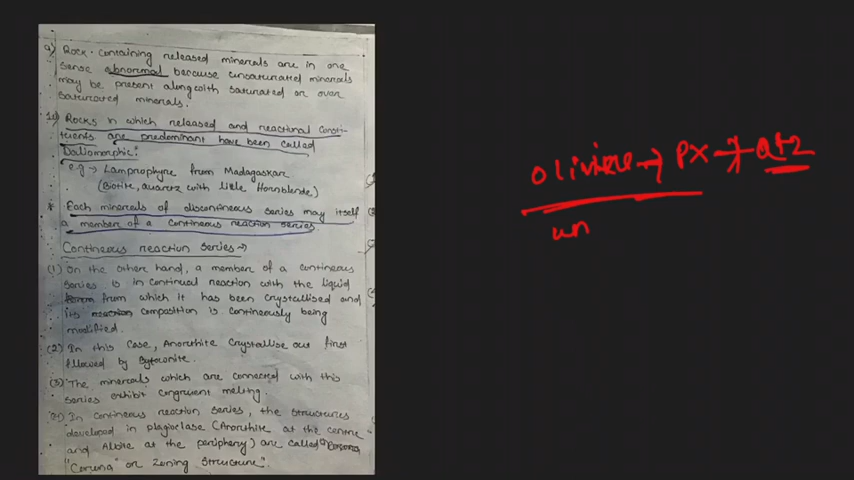 9) Rock containing released minerals are in one
sense abnormal because unsaturated minerals
may be present alongwith saturated or over
saturated minerals.
10) Rocks in which released and reactional consti-
tuents are predominant have been called
Daliomorphic.
e.g → Lamprophyre from Madagaskar
(Biotite, quartz with little Hornblende)
* Each minerals of discontineous series may itself
a member of a continuous reaction series.
Contineous reaction series →
(1) On the other hand, a member of a contineous
series is in continual reaction with the liquid
from which it has been crystallised and
its composition is continuously being
modified.
(2) In this case, Anorthite crystallise out first
followed by Bytoconite.
(3) The minerals which are connected with this
series exhibit congruent melting.
(4) In contineous reaction series, the structures
developed in plagioclase (Anorthite at the centre
and Albite at the periphery) are called
"Corona" or Zoning structure".
olivine → PX → qtz
un